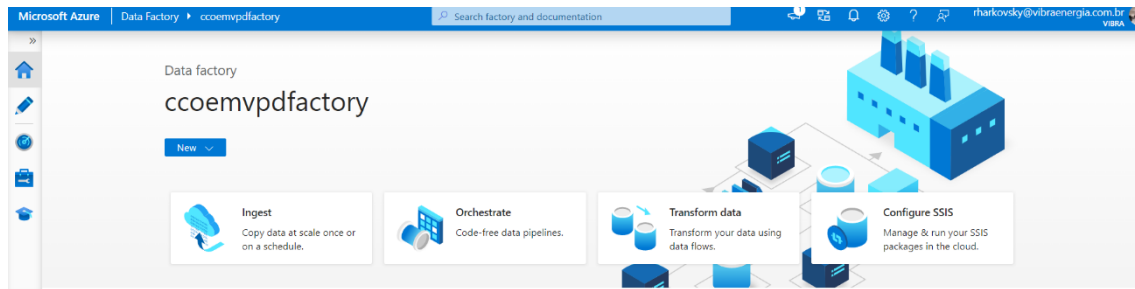 Microsoft Azure
Data Factory
ccoemvpdfactory
Search factory and documentation
1
rharkovsky@vibraenergia.com.br
VIBRA
Data factory
ccoemvpdfactory
New
Ingest
Copy data at scale once or
on a schedule.
Orchestrate
Code-free data pipelines.
Transform data
Transform your data using
data flows.
Configure SSIS
Manage & run your SSIS
packages in the cloud.